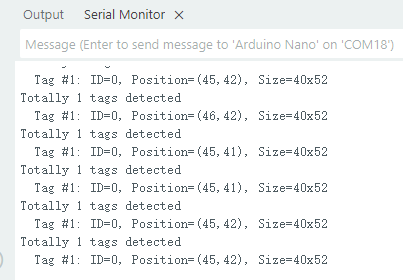 Output Serial Monitor ×
Message (Enter to send message to 'Arduino Nano' on 'COM18')
Tag #1: ID=0, Position=(45,42), Size=40x52
Totally 1 tags detected
Tag #1: ID=0, Position=(46,42), Size=40x52
Totally 1 tags detected
Tag #1: ID=0, Position=(45,41), Size=40x52
Totally 1 tags detected
Tag #1: ID=0, Position=(45,41), Size=40x52
Totally 1 tags detected
Tag #1: ID=0, Position=(45,42), Size=40x52
Totally 1 tags detected
Tag #1: ID=0, Position=(45,42), Size=40x52